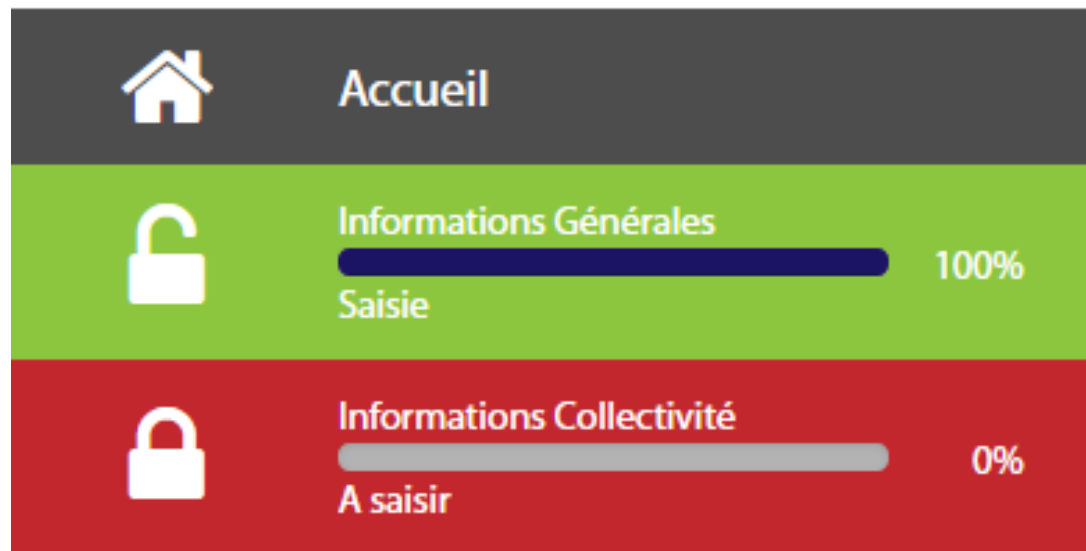 Accueil
Informations Générales
100%
Saisie
Informations Collectivité
0%
A saisir